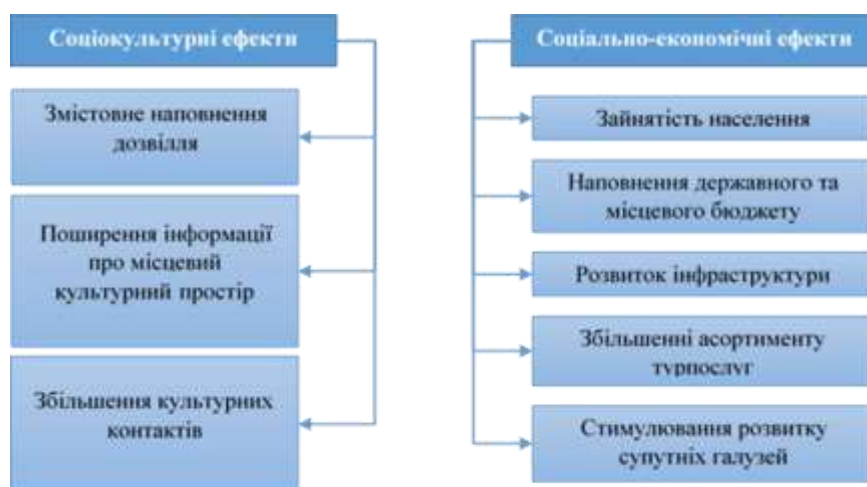 Соціокультурні ефекти
Змістовне наповнення
дозвілля
Поширення інформації
про місцевий
культурний простір
Збільшення культурних
контактів
Соціально-економічні ефекти
Зайнятість населення
Наповнення державного та
місцевого бюджету
Розвиток інфраструктури
Збільшенні асортименту
турпослуг
Стимулювання розвитку
супутніх галузей